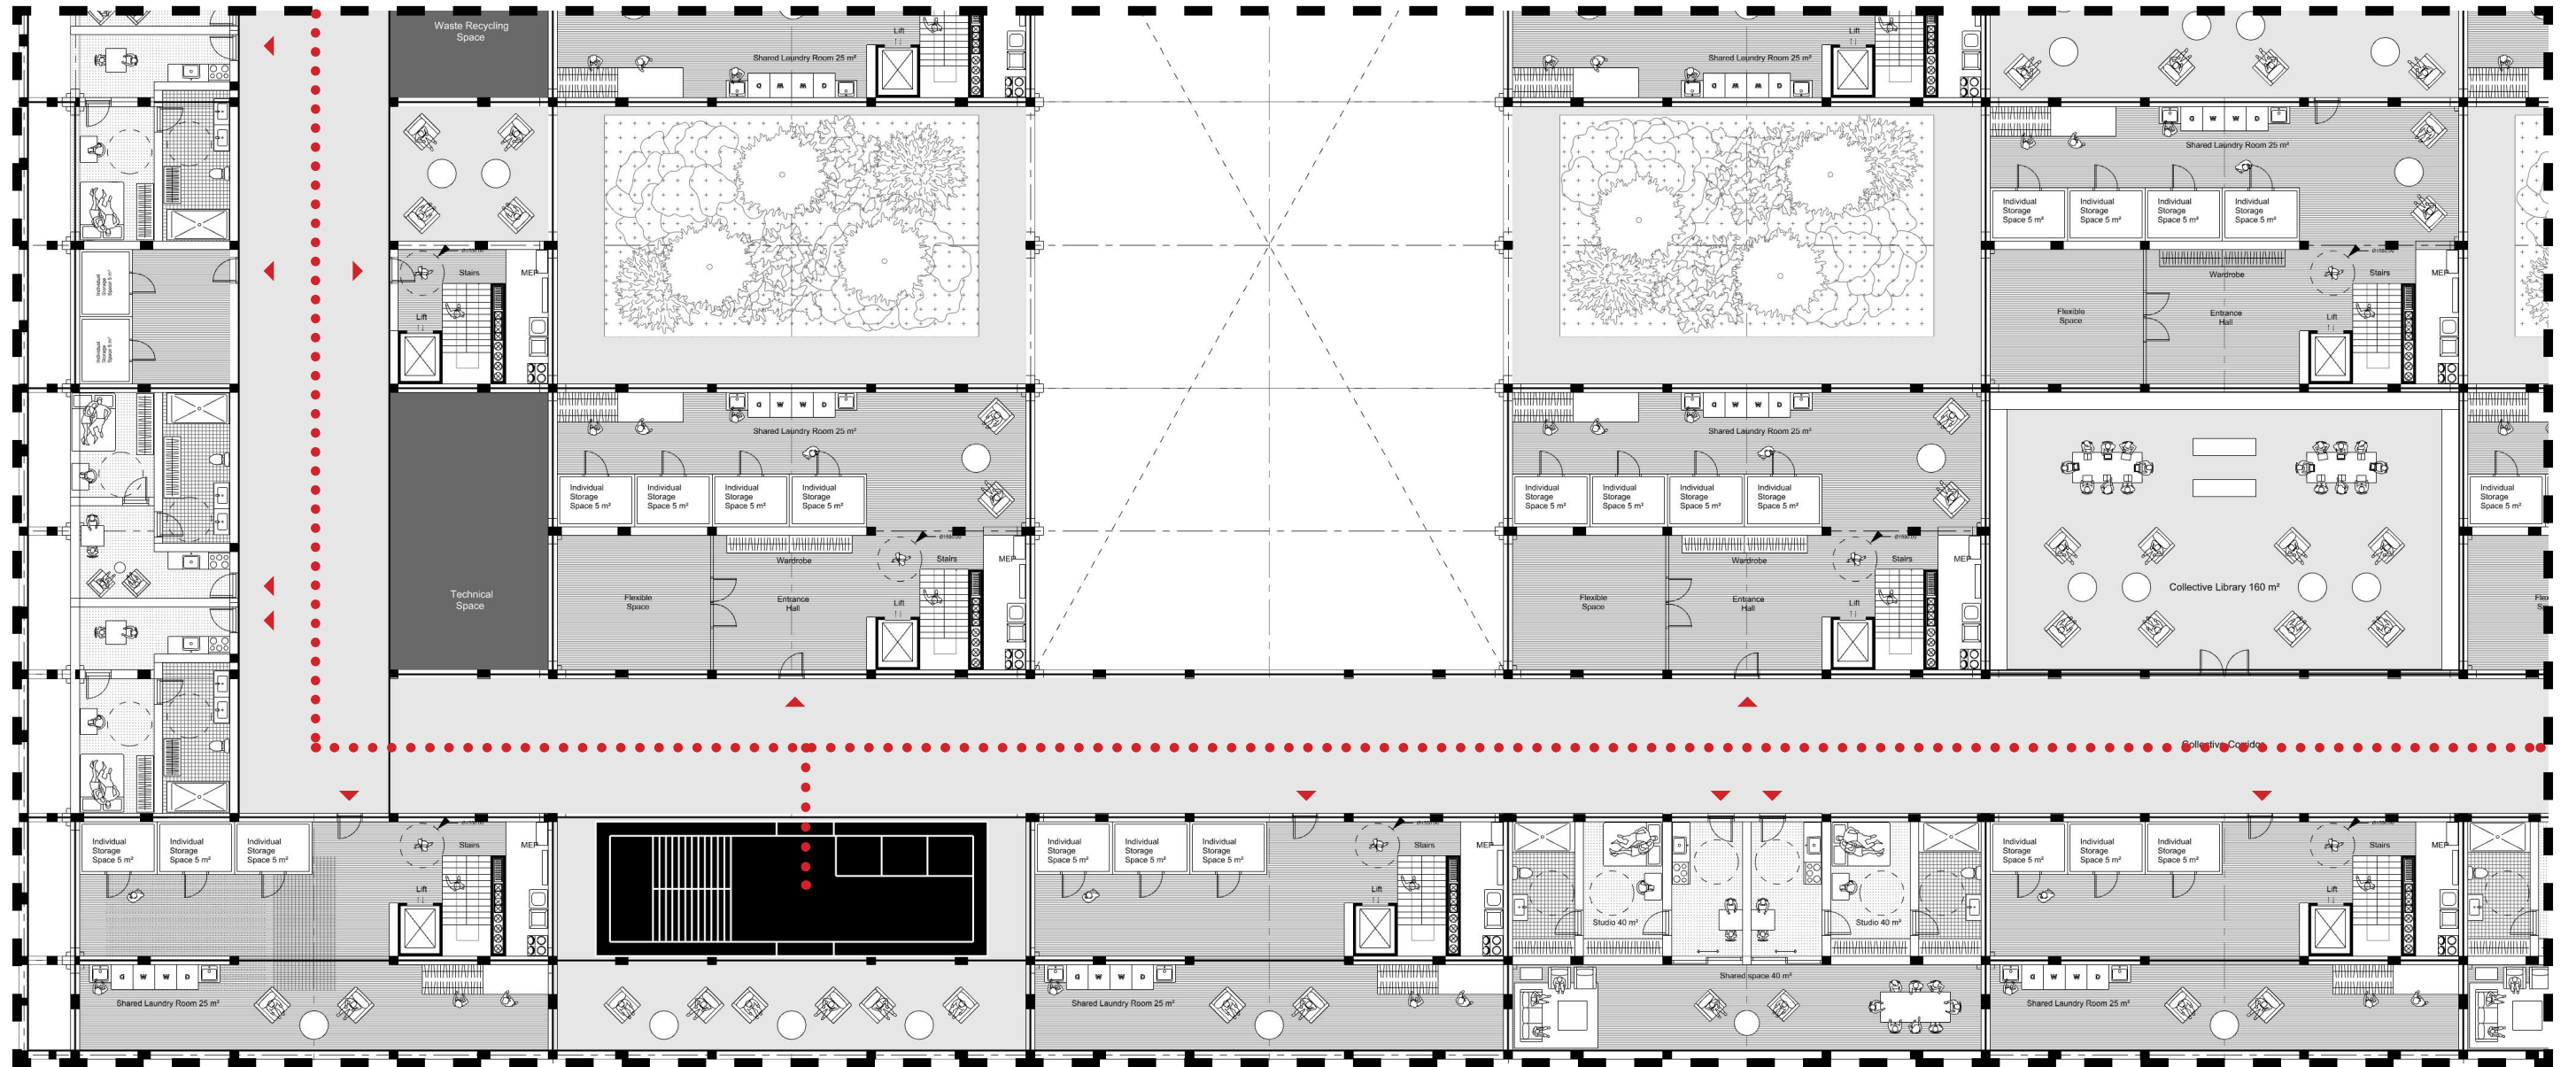 Waste Recycling
Space
Lift
Shared Laundry Room 25 m²
D W W D
Lift
Shared Laundry Room 25 m²
D W W D
D W W D
Shared Laundry Room 25 m²
Individual
Storage
Space 5 m²
Individual
Storage
Space 5 m²
Individual
Storage
Space 5 m²
Individual
Storage
Space 5 m²
Individual
Storage
Space 5 m²
Individual
Storage
Space 5 m²
Stairs
MEP
Lift
Wardrobe
Stairs
MEP
Flexible
Space
Entrance
Hall
Lift
D W W D
Shared Laundry Room 25 m²
D W W D
Shared Laundry Room 25 m²
Individual
Storage
Space 5 m²
Individual
Storage
Space 5 m²
Individual
Storage
Space 5 m²
Individual
Storage
Space 5 m²
Individual
Storage
Space 5 m²
Individual
Storage
Space 5 m²
Individual
Storage
Space 5 m²
Individual
Storage
Space 5 m²
Individual
Storage
Space 5 m²
Technical
Space
Wardrobe
Stairs
MEP
Flexible
Space
Entrance
Hall
Lift
Wardrobe
Stairs
MEP
Flexible
Space
Entrance
Hall
Lift
Collective Library 160 m²
Collective Corridor
Individual
Storage
Space 5 m²
Individual
Storage
Space 5 m²
Individual
Storage
Space 5 m²
Stairs
MEP
Lift
Individual
Storage
Space 5 m²
Individual
Storage
Space 5 m²
Individual
Storage
Space 5 m²
Stairs
MEP
Lift
Studio 40 m²
Studio 40 m²
Individual
Storage
Space 5 m²
Individual
Storage
Space 5 m²
Individual
Storage
Space 5 m²
Stairs
MEP
Lift
D W W D
Shared Laundry Room 25 m²
D W W D
Shared Laundry Room 25 m²
Shared space 40 m²
D W W D
Shared Laundry Room 25 m²